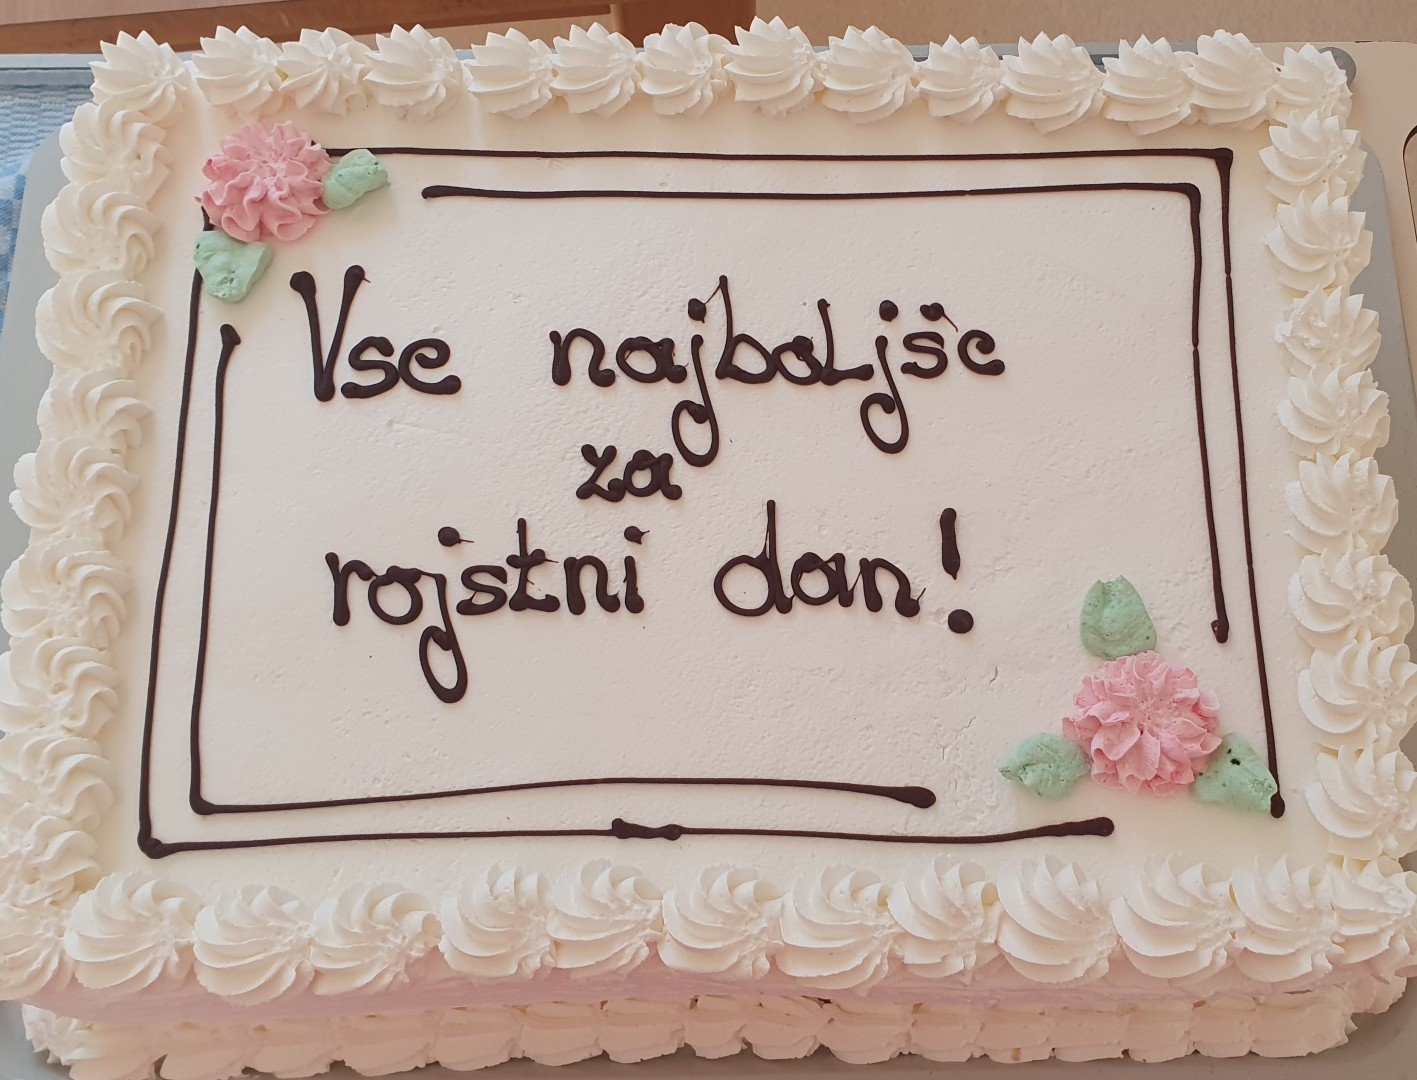 Vse najboljše
za
rojstni dan!